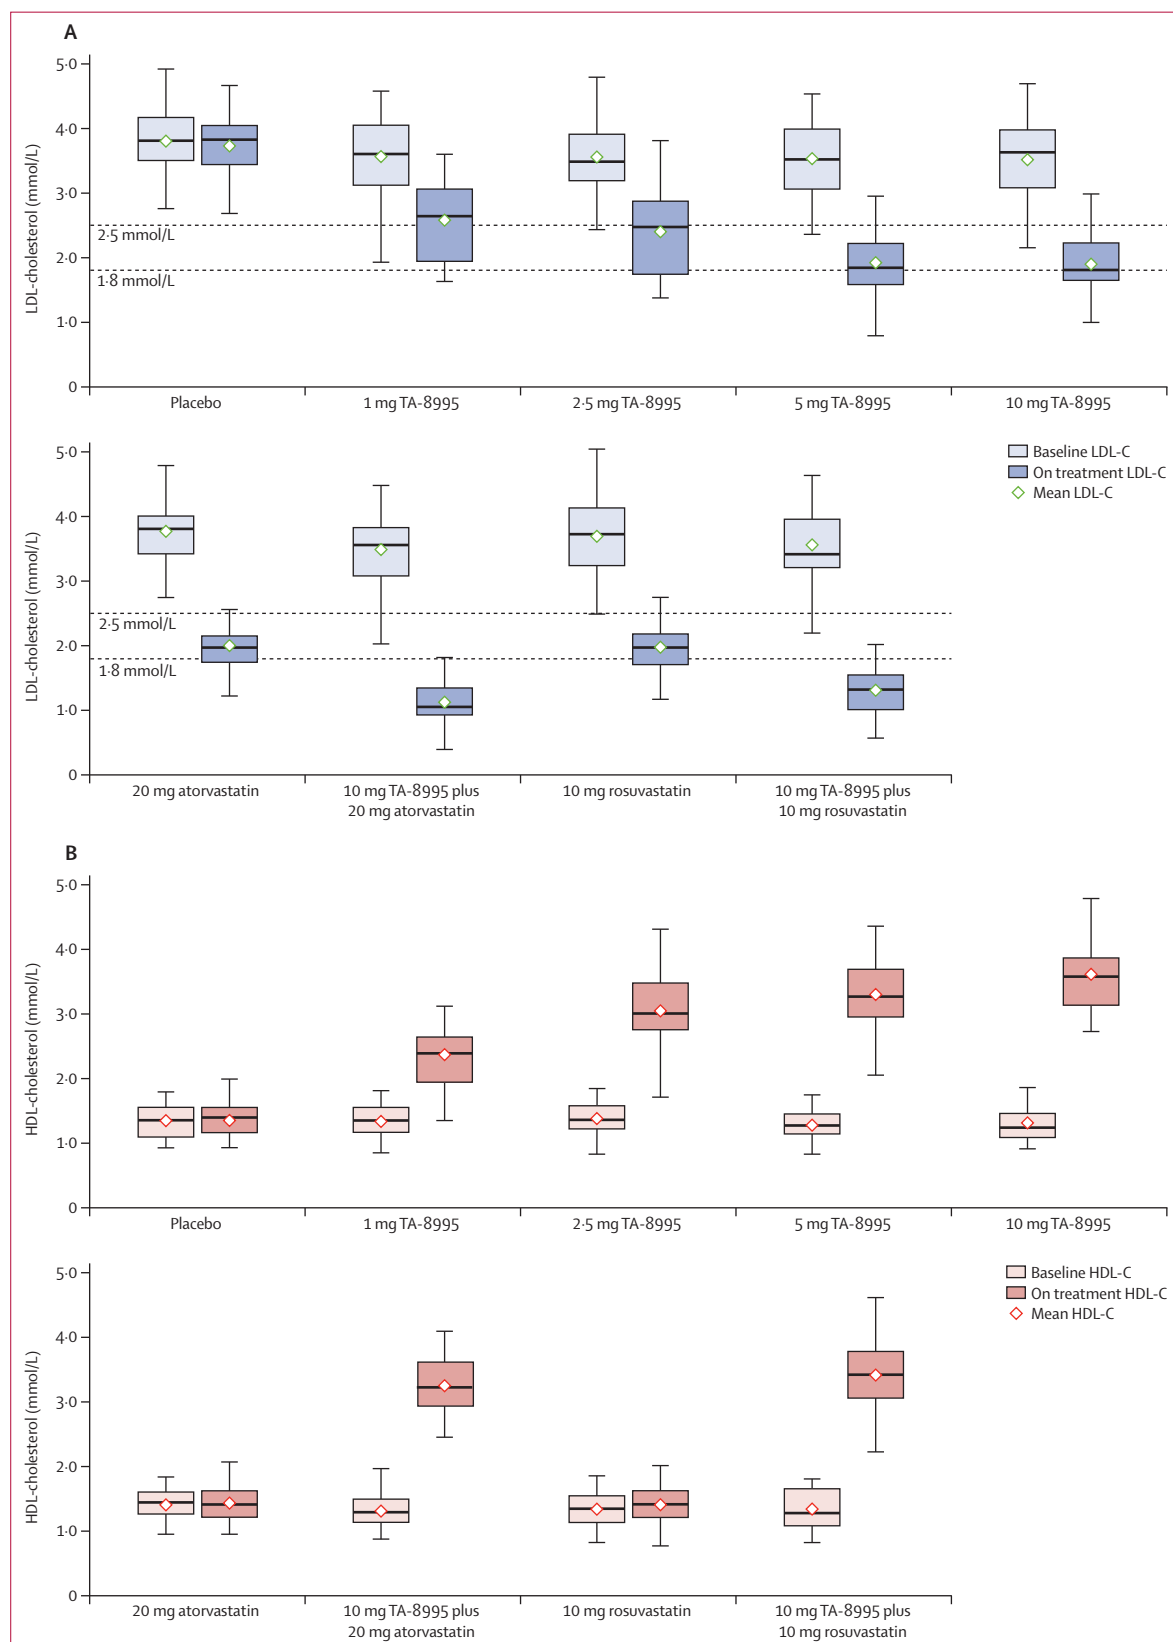 A
5·0
4·0
3·0
2·0
1·0
0
LDL-cholesterol (mmol/L)
2·5 mmol/L
1·8 mmol/L
Placebo
1 mg TA-8995
2·5 mg TA-8995
5 mg TA-8995
10 mg TA-8995
5·0
4·0
3·0
2·0
1·0
0
LDL-cholesterol (mmol/L)
2·5 mmol/L
1·8 mmol/L
Baseline LDL-C
On treatment LDL-C
Mean LDL-C
20 mg atorvastatin
10 mg TA-8995 plus
20 mg atorvastatin
10 mg rosuvastatin
10 mg TA-8995 plus
10 mg rosuvastatin
B
5·0
4·0
3·0
2·0
1·0
0
HDL-cholesterol (mmol/L)
Placebo
1 mg TA-8995
2·5 mg TA-8995
5 mg TA-8995
10 mg TA-8995
5·0
4·0
3·0
2·0
1·0
0
HDL-cholesterol (mmol/L)
Baseline HDL-C
On treatment HDL-C
Mean HDL-C
20 mg atorvastatin
10 mg TA-8995 plus
20 mg atorvastatin
10 mg rosuvastatin
10 mg TA-8995 plus
10 mg rosuvastatin